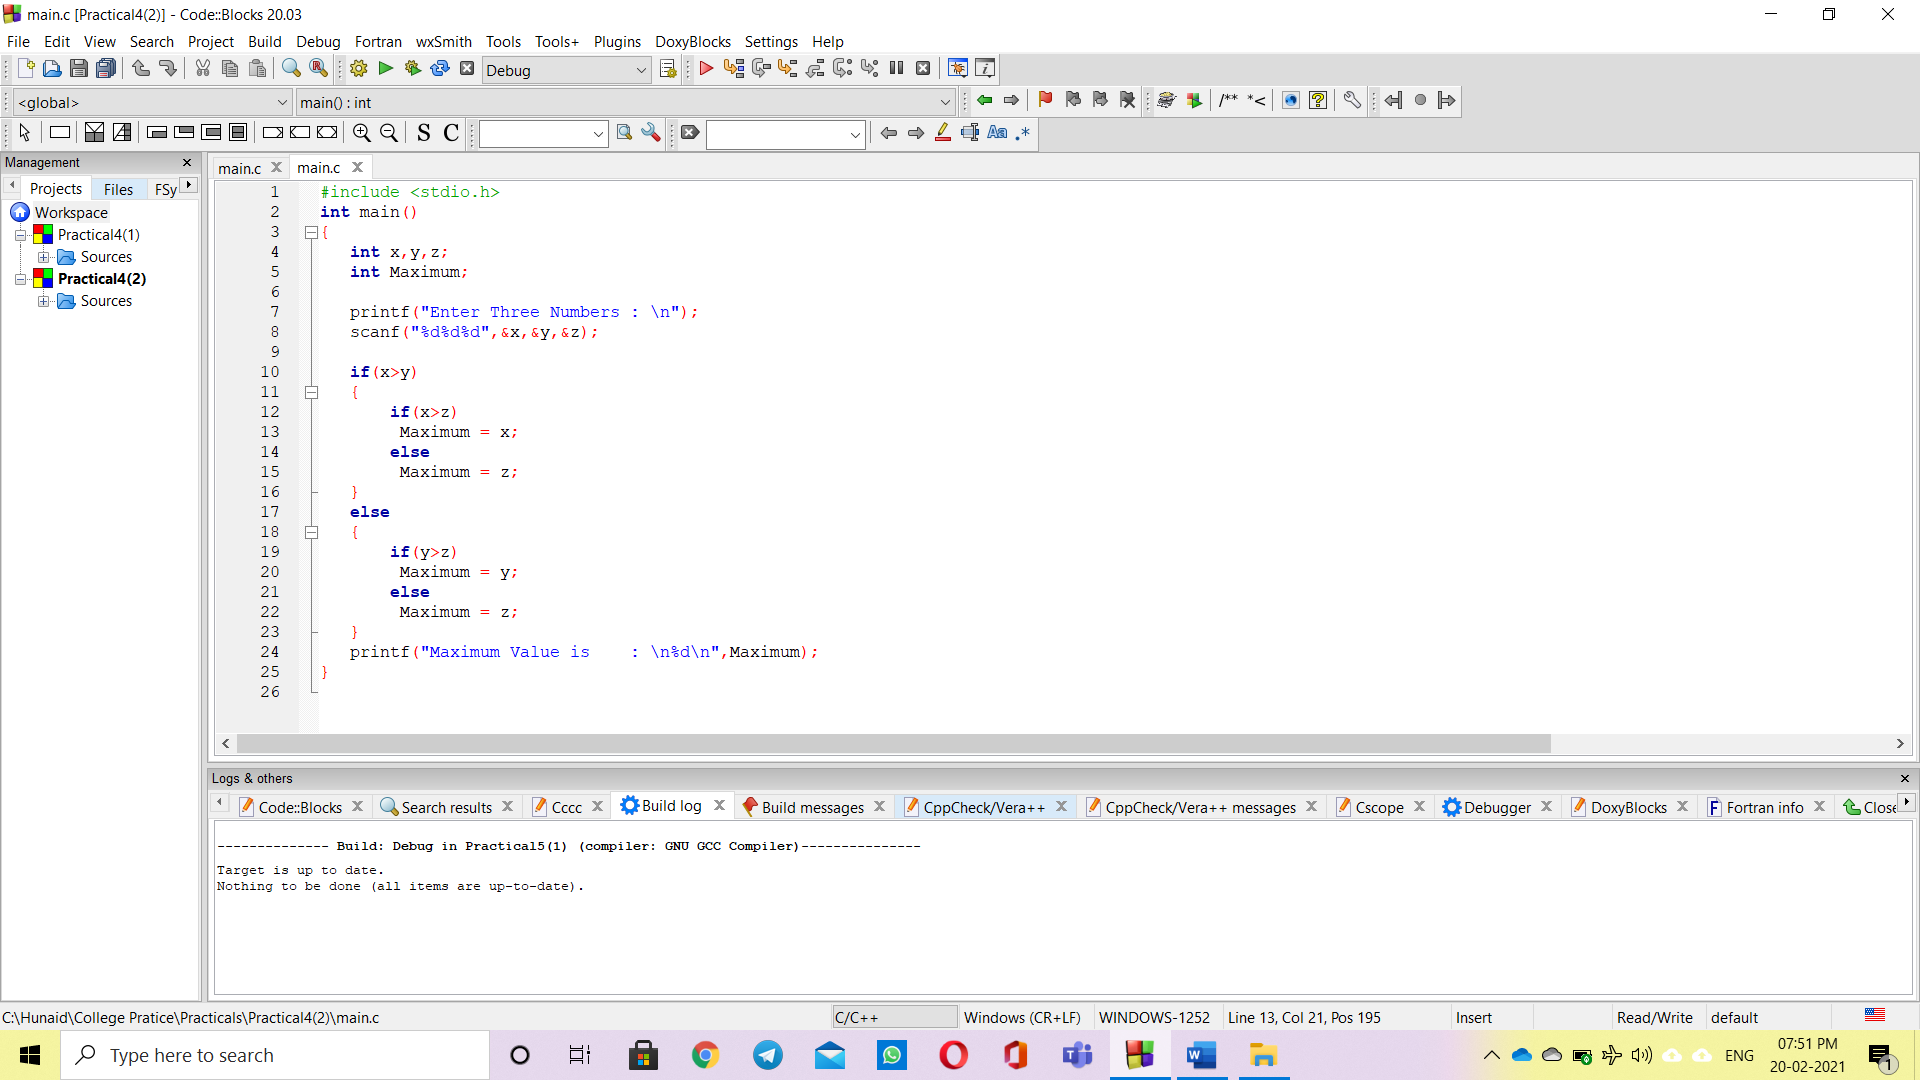 main.c [Practical4(2)] - Code::Blocks 20.03
File Edit View Search Project Build Debug Fortran wxSmith Tools Tools+ Plugins DoxyBlocks Settings Help
Debug
<global> main() : int /** *<
S C Aa .*
Management
Projects Files FSy
Workspace
Practical4(1)
Sources
Practical4(2)
Sources
main.c main.c
1 #include <stdio.h>
2 int main()
3 {
4 int x,y,z;
5 int Maximum;
6
7 printf("Enter Three Numbers : \n");
8 scanf("%d%d%d",&x,&y,&z);
9
10 if(x>y)
11 {
12 if(x>z)
13 Maximum = x;
14 else
15 Maximum = z;
16 }
17 else
18 {
19 if(y>z)
20 Maximum = y;
21 else
22 Maximum = z;
23 }
24 printf("Maximum Value is    : \n%d\n",Maximum);
25 }
26
Logs & others
Code::Blocks Search results Cccc Build log Build messages CppCheck/Vera++ CppCheck/Vera++ messages Cscope Debugger DoxyBlocks F Fortran info Close
-------------- Build: Debug in Practical5(1) (compiler: GNU GCC Compiler)---------------
Target is up to date.
Nothing to be done (all items are up-to-date).
C:\Hunaid\College Pratice\Practicals\Practical4(2)\main.c C/C++ Windows (CR+LF) WINDOWS-1252 Line 13, Col 21, Pos 195 Insert Read/Write default
Type here to search ENG 07:51 PM
20-02-2021 1